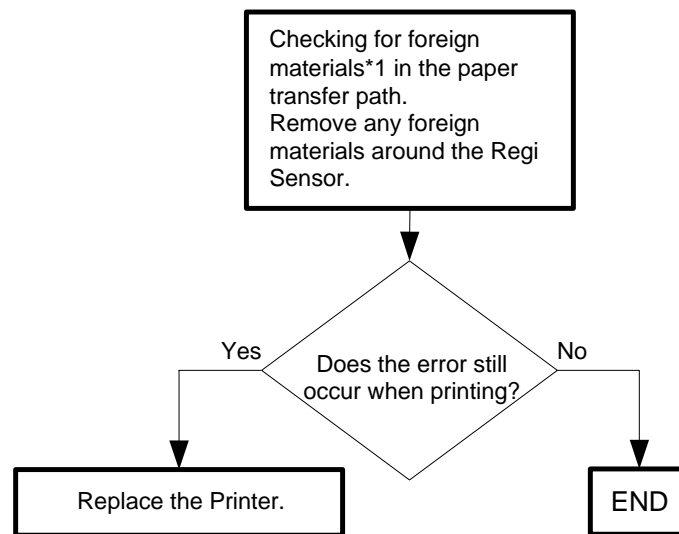 Checking for foreign
materials*1 in the paper
transfer path.
Remove any foreign
materials around the Regi
Sensor.
Yes
No
Does the error still
occur when printing?
Replace the Printer.
END